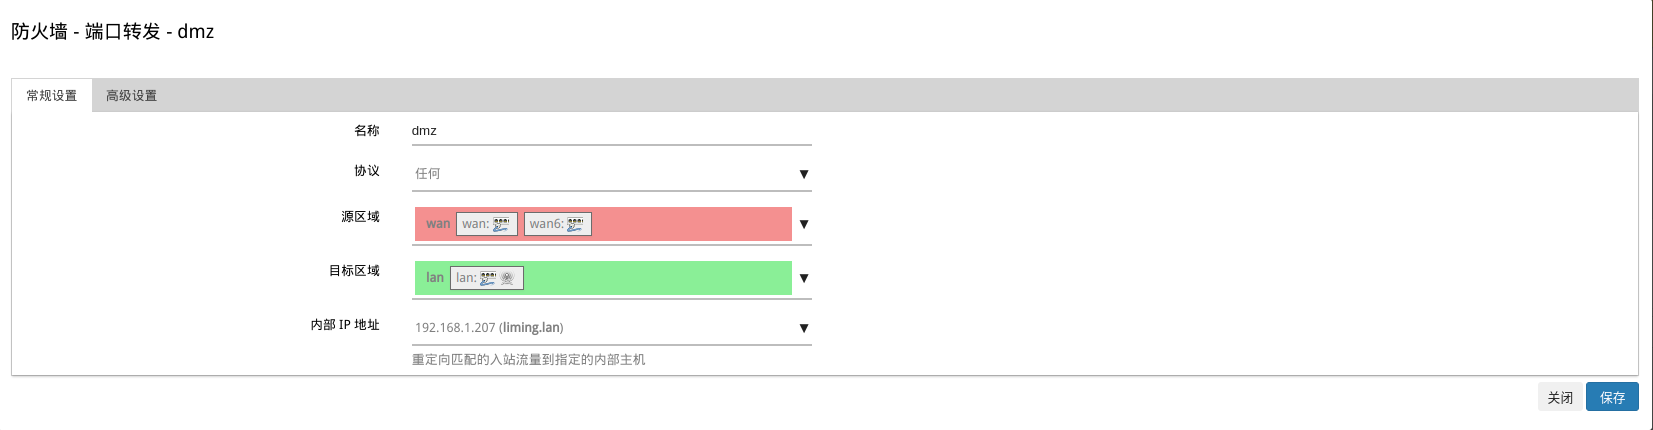 防火墙 - 端口转发 - dmz
常规设置 高级设置
名称 dmz
协议 任何
源区域 wan wan: wan6:
目标区域 lan lan:
内部 IP 地址 192.168.1.207 (liming.lan)
重定向匹配的入站流量到指定的内部主机
关闭 保存